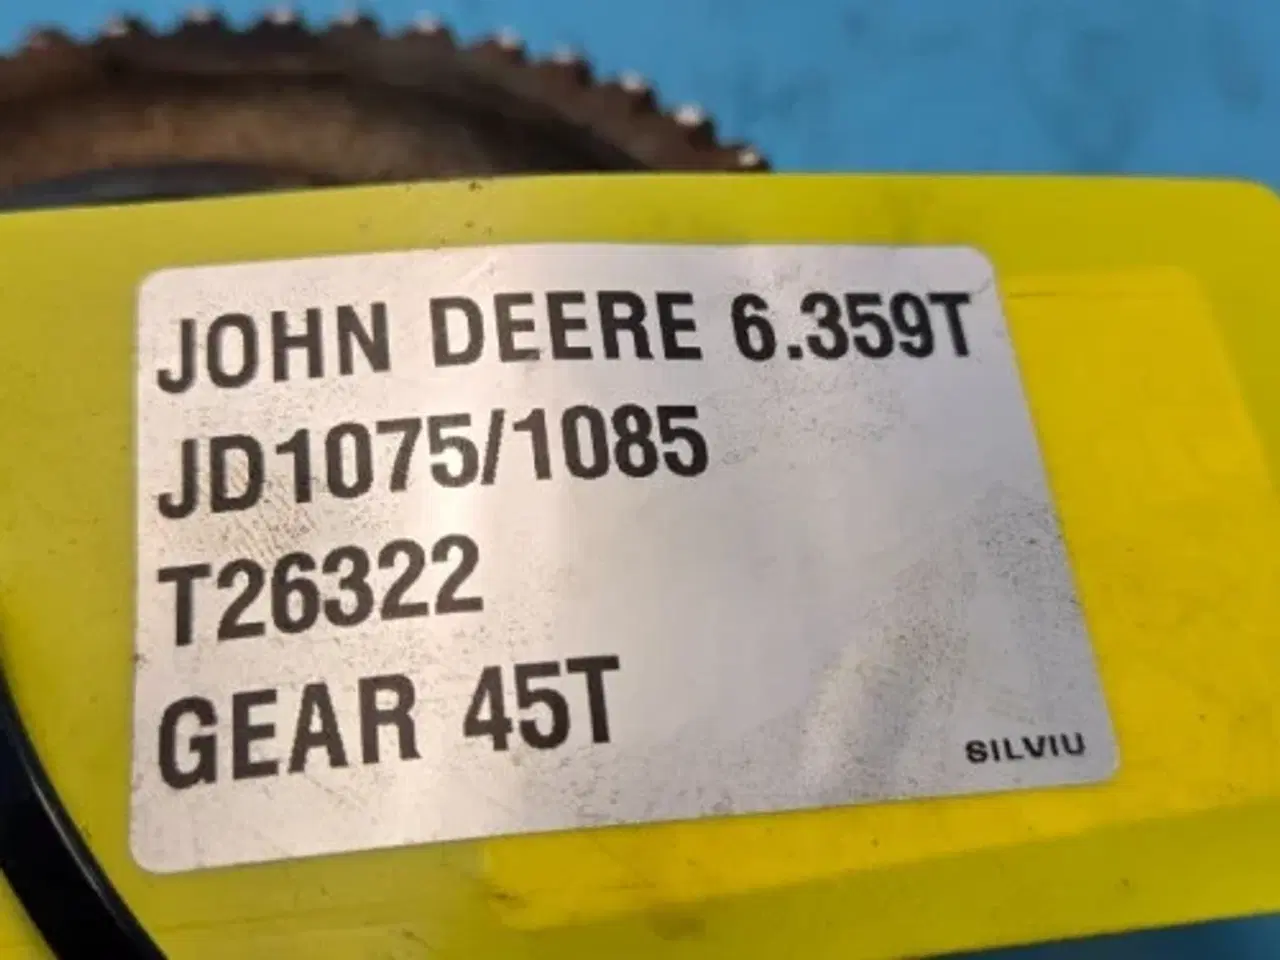 JOHN DEERE 6.359T
JD1075/1085
T26322
GEAR 45T
SILVIU